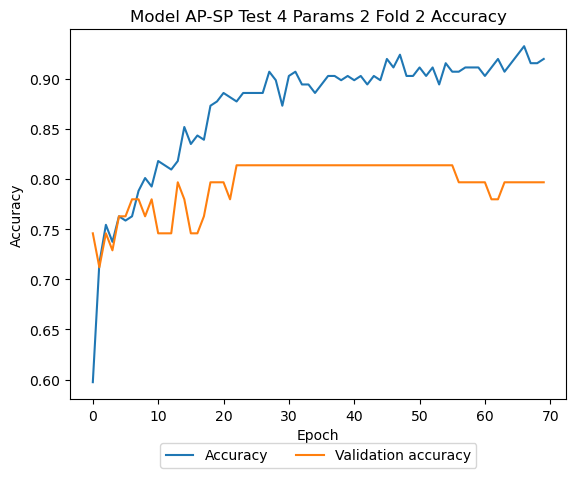 Model AP-SP Test 4 Params 2 Fold 2 Accuracy
0.90
0.85
0.80
0.75
0.70
0.65
0.60
Accuracy
0 10 20 30 40 50 60 70
Epoch
Accuracy Validation accuracy